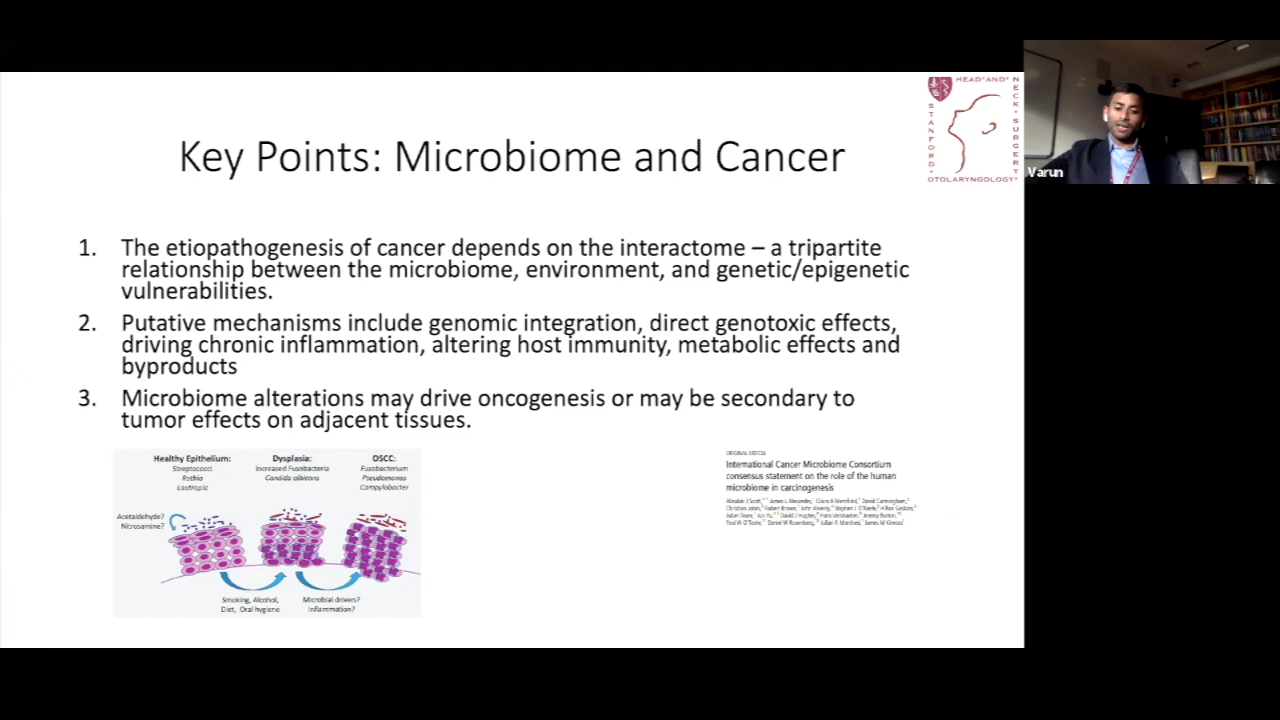 HEAD AND NECK SURGERY
STANFORD
OTOLARYNGOLOGY
Varun
Key Points: Microbiome and Cancer
1. The etiopathogenesis of cancer depends on the interactome – a tripartite
relationship between the microbiome, environment, and genetic/epigenetic
vulnerabilities.
2. Putative mechanisms include genomic integration, direct genotoxic effects,
driving chronic inflammation, altering host immunity, metabolic effects and
byproducts
3. Microbiome alterations may drive oncogenesis or may be secondary to
tumor effects on adjacent tissues.
Healthy Epithelium:
Streptococci
Rothia
Dysplasia:
Increased Fusobacteria
Candida albicans
OSCC:
Fusobacterium
Pseudomonas
Campylobacter
Acetaldehyde?
Nitrosamine?
Smoking, Alcohol,
Diet, Oral hygiene
Microbial drivers?
Inflammation?
ORIGINAL ARTICLE
International Cancer Microbiome Consortium
consensus statement on the role of the human
microbiome in carcinogenesis